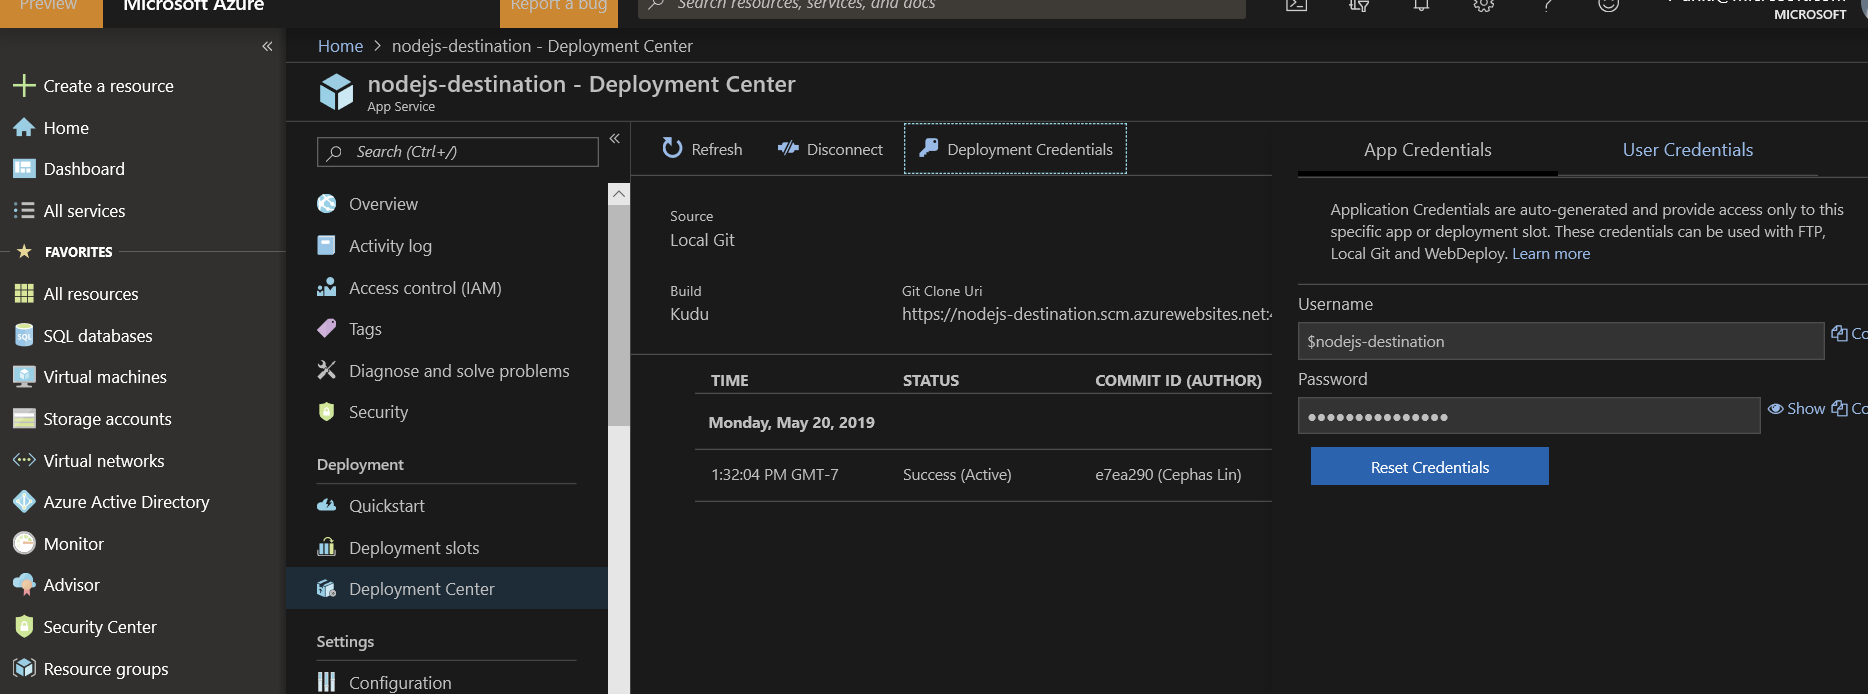 Preview
Microsoft Azure
Report a bug
Search resources, services, and docs
MICROSOFT
Home > nodejs-destination - Deployment Center
nodejs-destination - Deployment Center
App Service
Create a resource
Home
Dashboard
All services
FAVORITES
All resources
SQL databases
Virtual machines
Storage accounts
Virtual networks
Azure Active Directory
Monitor
Advisor
Security Center
Resource groups
Search (Ctrl+/)
Overview
Activity log
Access control (IAM)
Tags
Diagnose and solve problems
Security
Deployment
Quickstart
Deployment slots
Deployment Center
Settings
Configuration
Refresh
Disconnect
Deployment Credentials
Source
Local Git
Build
Kudu
Git Clone Uri
https://nodejs-destination.scm.azurewebsites.net:4
TIME STATUS COMMIT ID (AUTHOR)
Monday, May 20, 2019
1:32:04 PM GMT-7 Success (Active) e7ea290 (Cephas Lin)
App Credentials
User Credentials
Application Credentials are auto-generated and provide access only to this
specific app or deployment slot. These credentials can be used with FTP,
Local Git and WebDeploy. Learn more
Username
$nodejs-destination
Co
Password
●●●●●●●●●●●●●●●
Show Co
Reset Credentials